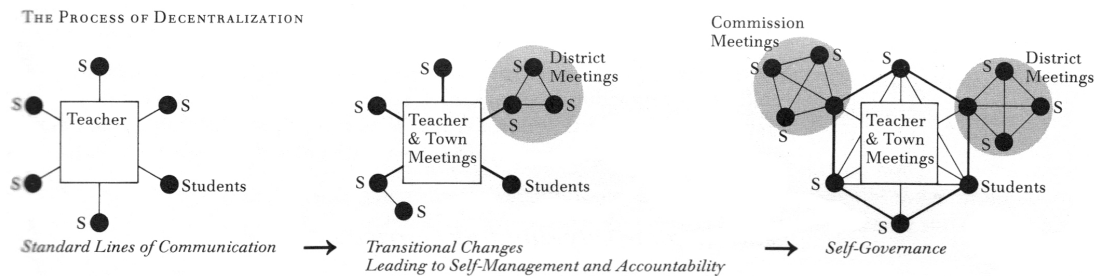 THE PROCESS OF DECENTRALIZATION
S
S
S
Teacher
S
Students
S
Standard Lines of Communication
S
S
District
Meetings
S
S
S
Teacher
& Town
Meetings
S
Students
S
Transitional Changes
Leading to Self-Management and Accountability
Commission
Meetings
S
S
S
S
S
District
Meetings
S
S
Teacher
& Town
Meetings
S
Students
S
Self-Governance